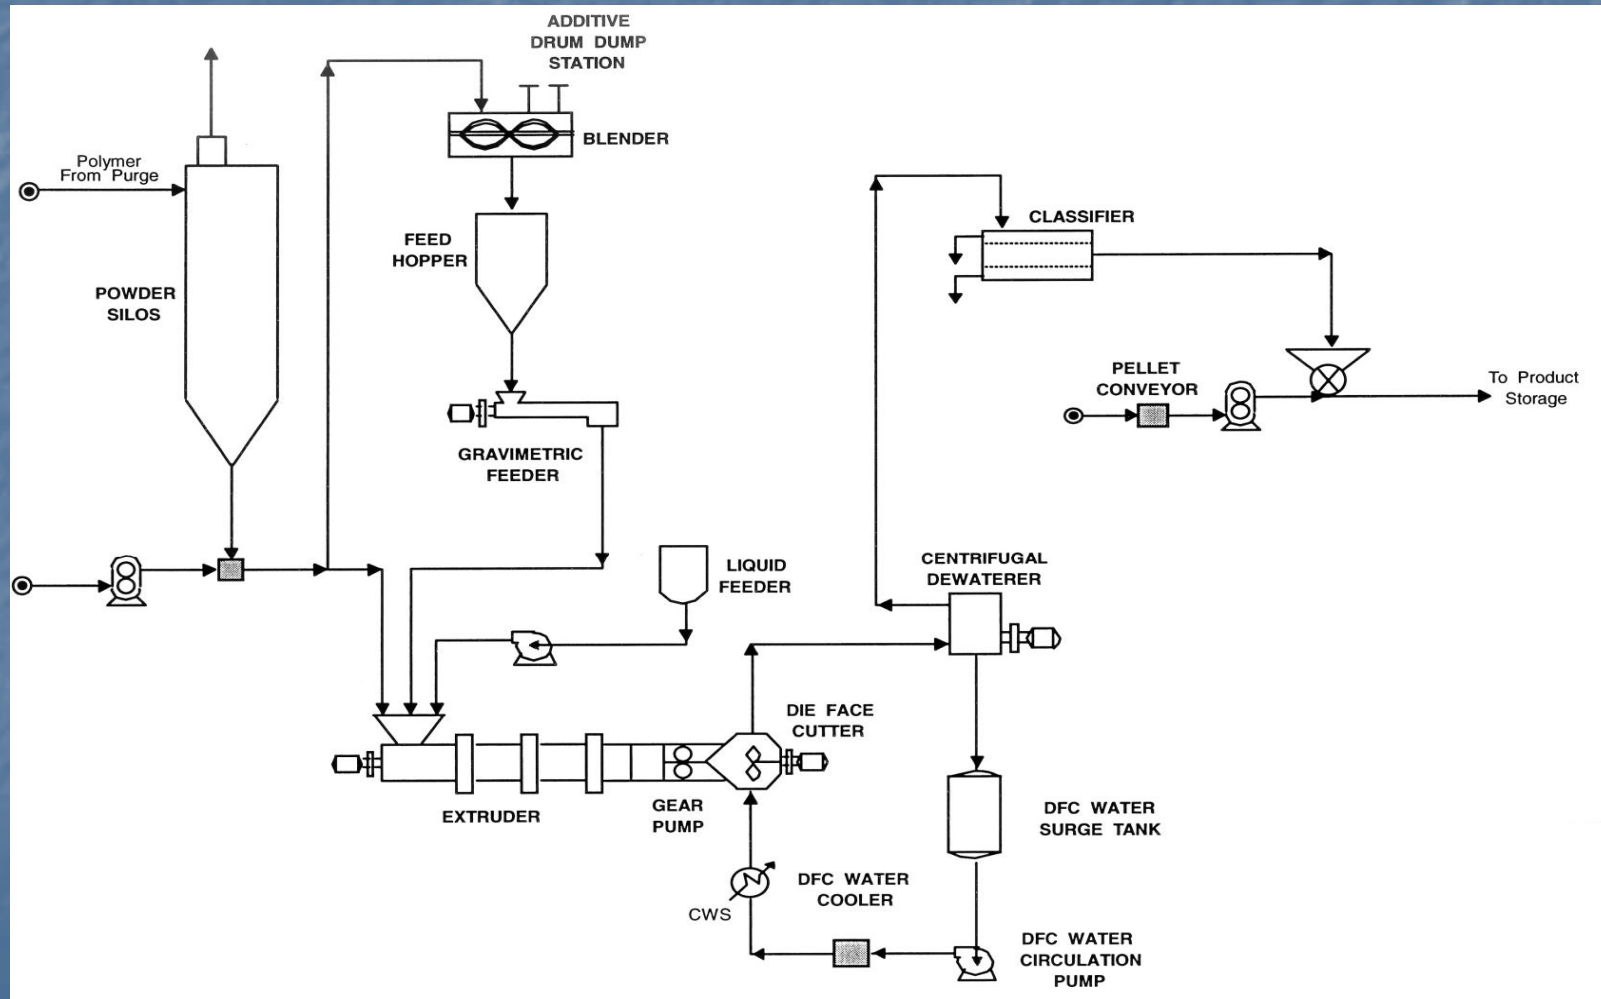 ADDITIVE
DRUM DUMP
STATION
BLENDER
Polymer
From Purge
FEED
HOPPER
POWDER
SILOS
GRAVIMETRIC
FEEDER
CLASSIFIER
PELLET
CONVEYOR
To Product
Storage
LIQUID
FEEDER
CENTRIFUGAL
DEWATERER
DIE FACE
CUTTER
EXTRUDER
GEAR
PUMP
DFC WATER
SURGE TANK
DFC WATER
COOLER
CWS
DFC WATER
CIRCULATION
PUMP